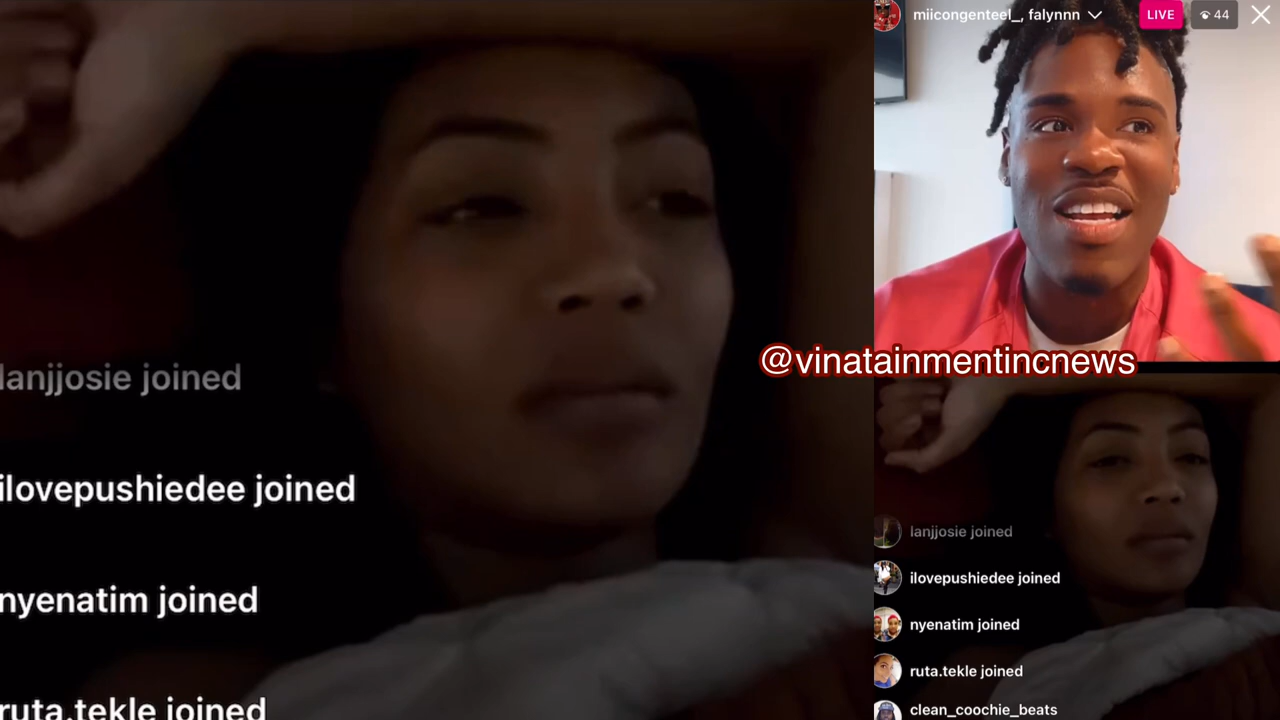 lanjjosie joined
ilovepushiedee joined
nyenatim joined
ruta.tekle joined
miicongenteel_, falynnn
LIVE
44
@vinatainmentincnews
lanjjosie joined
ilovepushiedee joined
nyenatim joined
ruta.tekle joined
clean_coochie_beats